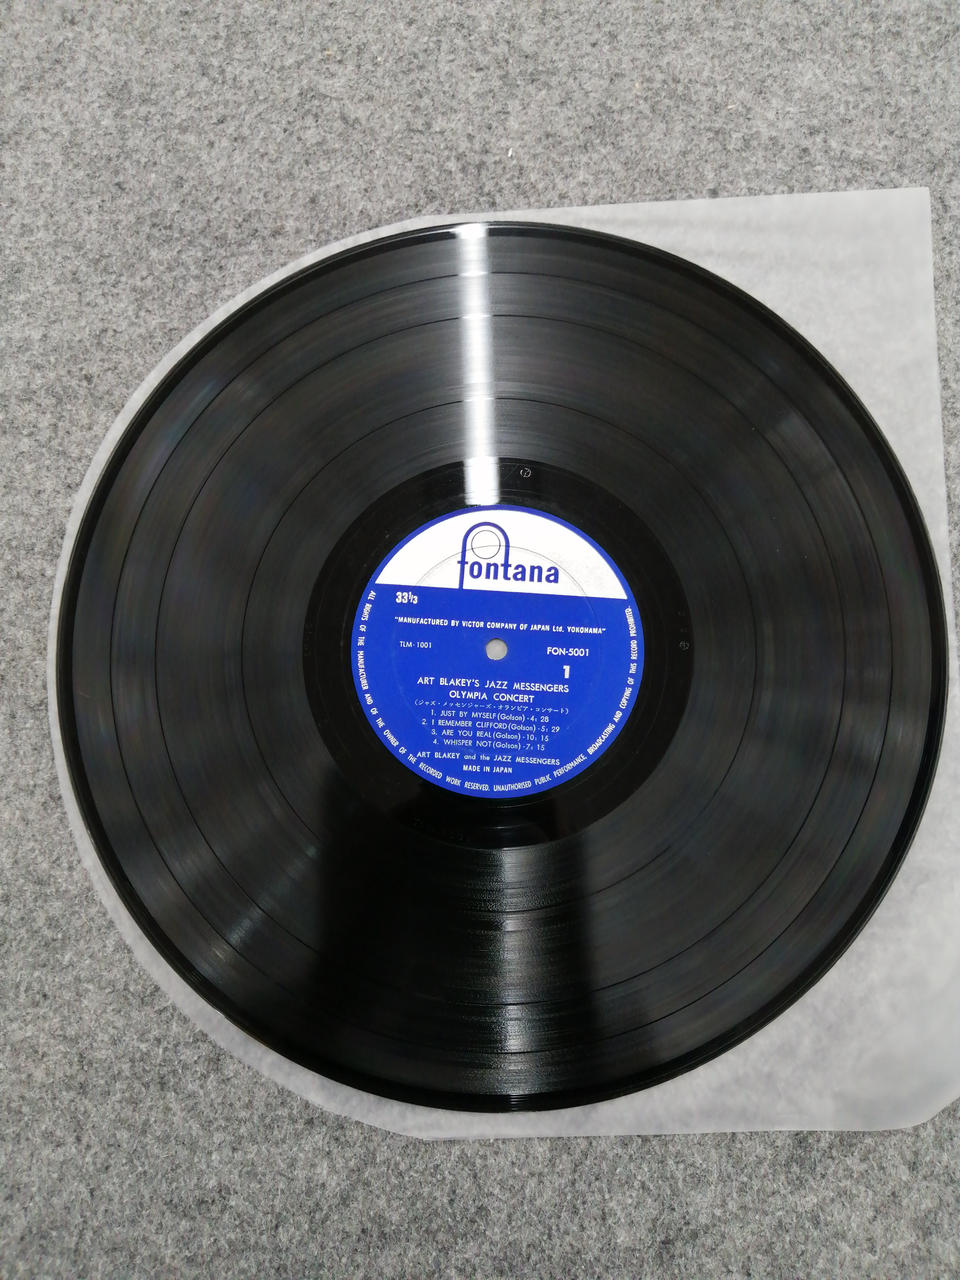 fontana
33⅓
"MANUFACTURED BY VICTOR COMPANY OF JAPAN Ltd. YOKOHAMA"
TLM-1001
FON-5001
1
ART BLAKEY'S JAZZ MESSENGERS
OLYMPIA CONCERT
(ジャズ・メッセンジャーズ・オランピア・コンサート)
1. JUST BY MYSELF (Golson) - 4: 28
2. I REMEMBER CLIFFORD (Golson) - 5: 29
3. ARE YOU REAL (Golson) - 10: 15
4. WHISPER NOT (Golson) - 7: 15
ART BLAKEY and the JAZZ MESSENGERS
MADE IN JAPAN
ALL RIGHTS OF THE MANUFACTURER AND OF THE OWNER OF THE RECORDED WORK RESERVED. UNAUTHORISED PUBLIC PERFORMANCE, BROADCASTING AND COPYING OF THIS RECORD PROHIBITED.